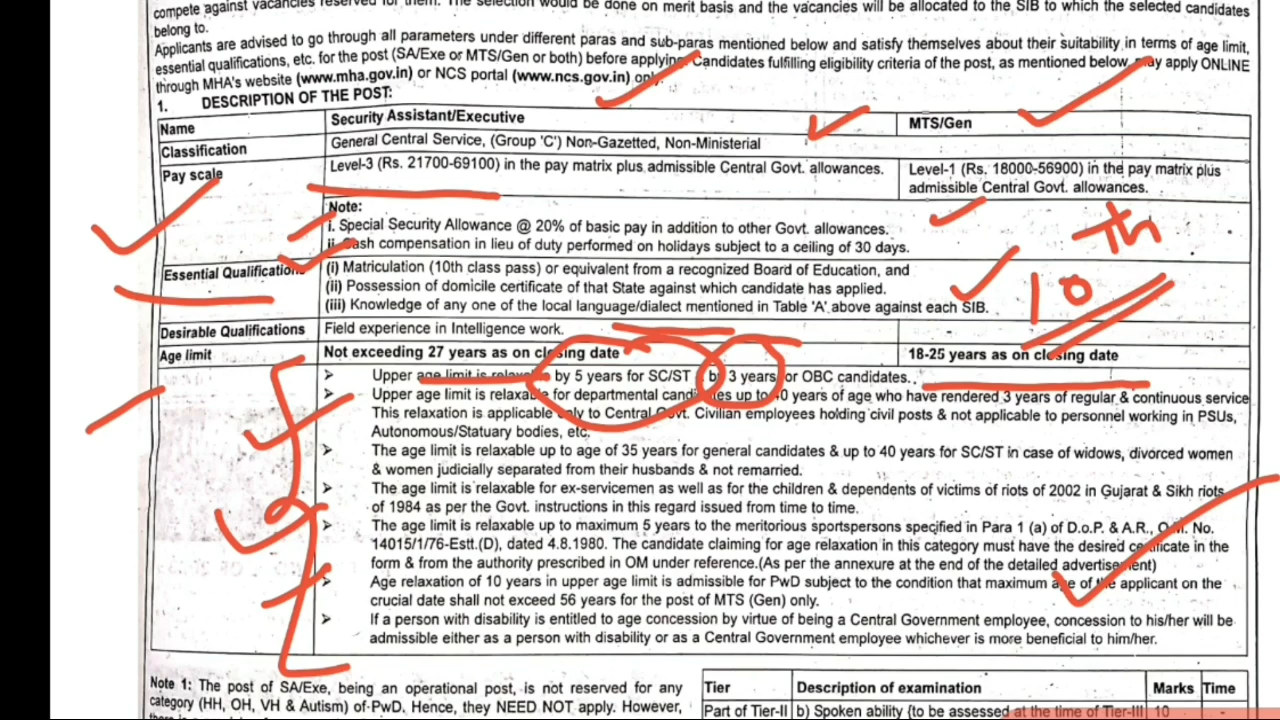 compete against vacancies reserved for them. The selection would be done on merit basis and the vacancies will be allocated to the SIB to which the selected candidates
belong to.
Applicants are advised to go through all parameters under different paras and sub-paras mentioned below and satisfy themselves about their suitability in terms of age limit,
essential qualifications, etc. for the post (SA/Exe or MTS/Gen or both) before applying. Candidates fulfilling eligibility criteria of the post, as mentioned below, may apply ONLINE
through MHA's website (www.mha.gov.in) or NCS portal (www.ncs.gov.in) only.
1. DESCRIPTION OF THE POST:
Name Security Assistant/Executive MTS/Gen
Classification General Central Service, (Group 'C') Non-Gazetted, Non-Ministerial
Pay scale Level-3 (Rs. 21700-69100) in the pay matrix plus admissible Central Govt. allowances. Level-1 (Rs. 18000-56900) in the pay matrix plus
admissible Central Govt. allowances.
Note:
i. Special Security Allowance @ 20% of basic pay in addition to other Govt. allowances.
ii. Cash compensation in lieu of duty performed on holidays subject to a ceiling of 30 days.
10th
Essential Qualification (i) Matriculation (10th class pass) or equivalent from a recognized Board of Education, and
(ii) Possession of domicile certificate of that State against which candidate has applied.
(iii) Knowledge of any one of the local language/dialect mentioned in Table 'A' above against each SIB.
Desirable Qualifications Field experience in Intelligence work.
Age limit Not exceeding 27 years as on closing date 18-25 years as on closing date
➢ Upper age limit is relaxable by 5 years for SC/ST by 3 years for OBC candidates..
➢ Upper age limit is relaxable for departmental candidates up to 40 years of age who have rendered 3 years of regular & continuous service
This relaxation is applicable only to Central Govt. Civilian employees holding civil posts & not applicable to personnel working in PSUs,
Autonomous/Statuary bodies, etc.
➢ The age limit is relaxable up to age of 35 years for general candidates & up to 40 years for SC/ST in case of widows, divorced women
& women judicially separated from their husbands & not remarried.
➢ The age limit is relaxable for ex-servicemen as well as for the children & dependents of victims of riots of 2002 in Gujarat & Sikh riots
of 1984 as per the Govt. instructions in this regard issued from time to time.
➢ The age limit is relaxable up to maximum 5 years to the meritorious sportspersons specified in Para 1 (a) of D.o.P. & A.R., O.M. No.
14015/1/76-Estt.(D), dated 4.8.1980. The candidate claiming for age relaxation in this category must have the desired certificate in the
form & from the authority prescribed in OM under reference.(As per the annexure at the end of the detailed advertisement)
➢ Age relaxation of 10 years in upper age limit is admissible for PwD subject to the condition that maximum age of the applicant on the
crucial date shall not exceed 56 years for the post of MTS (Gen) only.
➢ If a person with disability is entitled to age concession by virtue of being a Central Government employee, concession to his/her will be
admissible either as a person with disability or as a Central Government employee whichever is more beneficial to him/her.
Note 1: The post of SA/Exe, being an operational post, is not reserved for any
category (HH, OH, VH & Autism) of PwD. Hence, they NEED NOT apply. However,
Tier Description of examination Marks Time
Part of Tier-II b) Spoken ability (to be assessed at the time of Tier-III 10 -